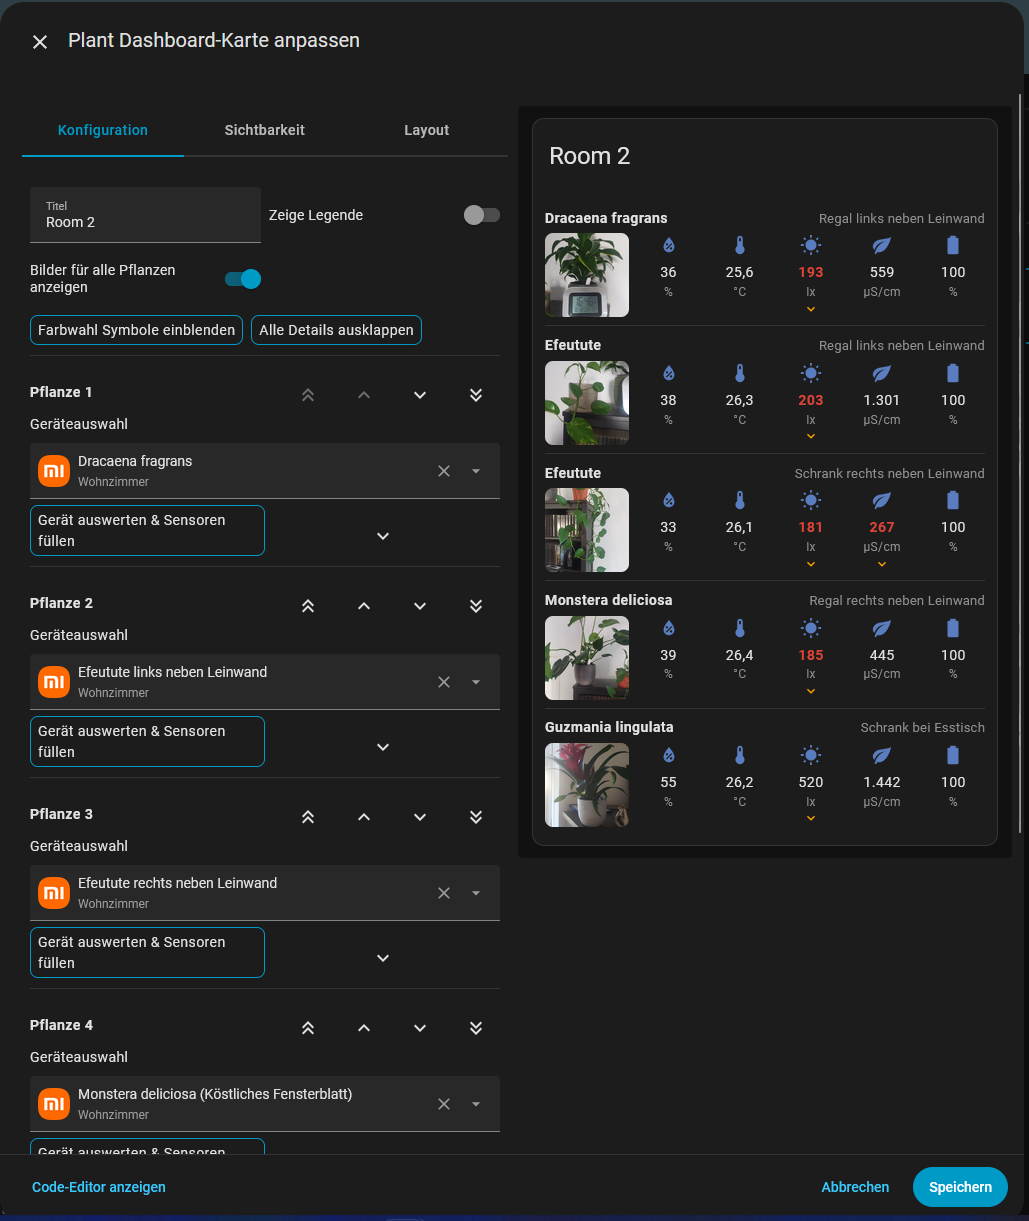 Plant Dashboard-Karte anpassen
Konfiguration
Sichtbarkeit
Layout
Titel
Room 2
Zeige Legende
Bilder für alle Pflanzen
anzeigen
Farbwahl Symbole einblenden
Alle Details ausklappen
Pflanze 1
Geräteauswahl
Dracaena fragrans
Wohnzimmer
Gerät auswerten & Sensoren
füllen
Pflanze 2
Geräteauswahl
Efeutute links neben Leinwand
Wohnzimmer
Gerät auswerten & Sensoren
füllen
Pflanze 3
Geräteauswahl
Efeutute rechts neben Leinwand
Wohnzimmer
Gerät auswerten & Sensoren
füllen
Pflanze 4
Geräteauswahl
Monstera deliciosa (Köstliches Fensterblatt)
Wohnzimmer
Gerät auswerten & Sensoren
Room 2
Dracaena fragrans Regal links neben Leinwand
36 25,6 193 559 100
% °C lx µS/cm %
Efeutute Regal links neben Leinwand
38 26,3 203 1.301 100
% °C lx µS/cm %
Efeutute Schrank rechts neben Leinwand
33 26,1 181 267 100
% °C lx µS/cm %
Monstera deliciosa Regal rechts neben Leinwand
39 26,4 185 445 100
% °C lx µS/cm %
Guzmania lingulata Schrank bei Esstisch
55 26,2 520 1.442 100
% °C lx µS/cm %
Code-Editor anzeigen
Abbrechen
Speichern